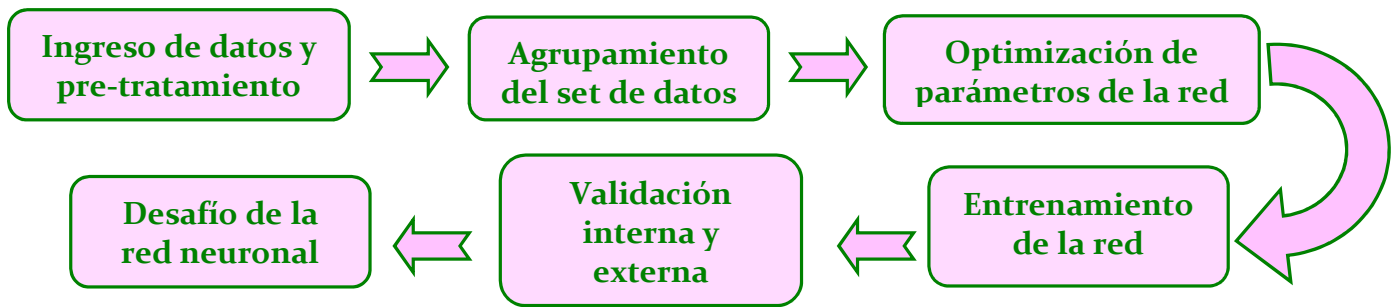 Ingreso de datos y
pre-tratamiento
Agrupamiento
del set de datos
Optimización de
parámetros de la red
Entrenamiento
de la red
Validación
interna y
externa
Desafío de la
red neuronal